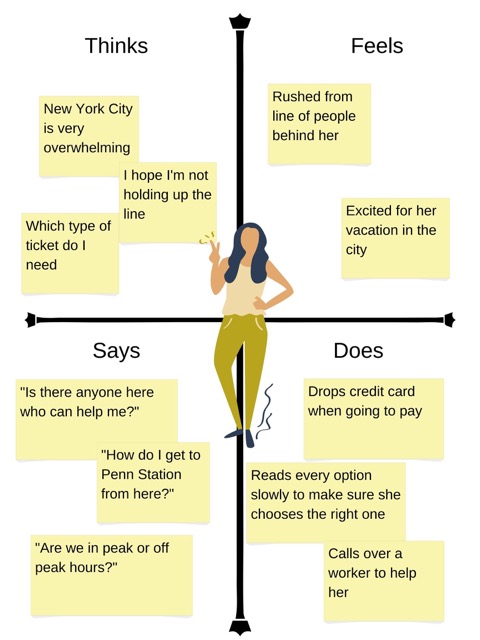 Thinks
New York City
is very
overwhelming
I hope I'm not
holding up the
line
Which type of
ticket do I
need
Feels
Rushed from
line of people
behind her
Excited for her
vacation in the
city
Says
"Is there anyone here
who can help me?"
"How do I get to
Penn Station
from here?"
"Are we in peak or off
peak hours?"
Does
Drops credit card
when going to pay
Reads every option
slowly to make sure she
chooses the right one
Calls over a
worker to help
her